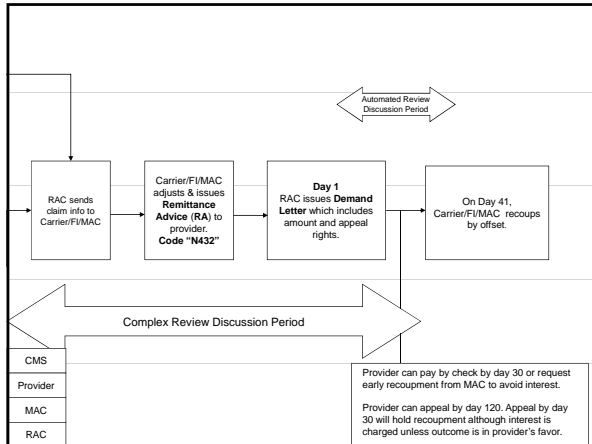 Automated Review
Discussion Period
RAC sends
claim info to
Carrier/FI/MAC
Carrier/FI/MAC
adjusts & issues
Remittance
Advice (RA) to
provider.
Code “N432”
Day 1
RAC issues Demand
Letter which includes
amount and appeal
rights.
On Day 41,
Carrier/FI/MAC recoups
by offset.
Complex Review Discussion Period
CMS
Provider
MAC
RAC
Provider can pay by check by day 30 or request
early recoupment from MAC to avoid interest.
Provider can appeal by day 120. Appeal by day
30 will hold recoupment although interest is
charged unless outcome is in provider’s favor.